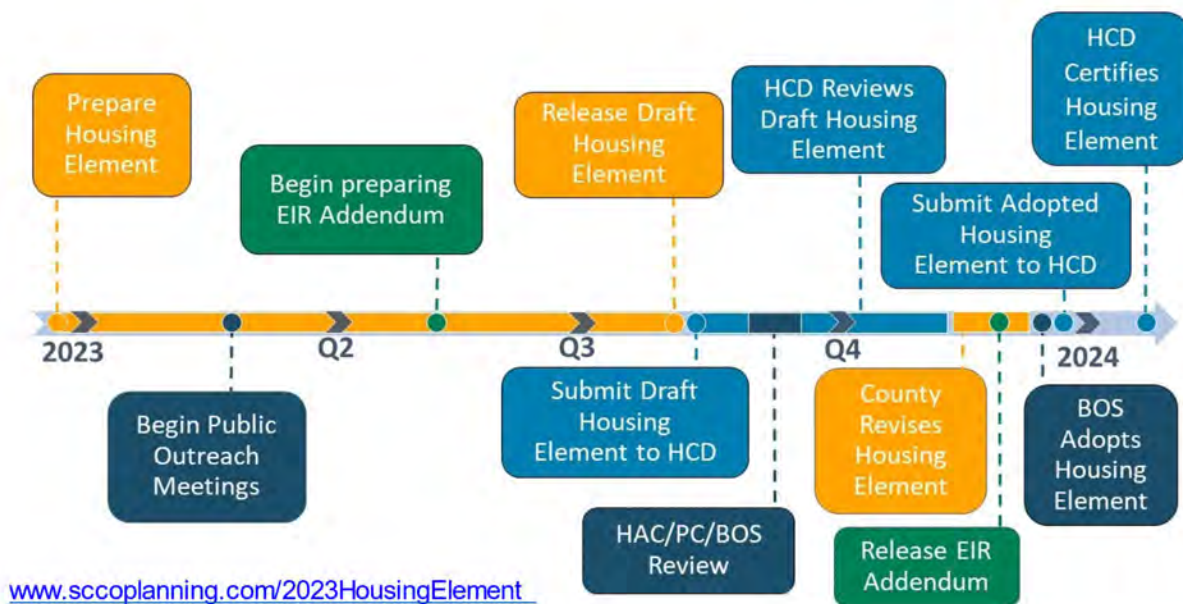 Prepare
Housing
Element
Begin preparing
EIR Addendum
Release Draft
Housing
Element
HCD Reviews
Draft Housing
Element
HCD
Certifies
Housing
Element
Submit Adopted
Housing
Element to HCD
2023
Q2
Q3
Q4
2024
Begin Public
Outreach
Meetings
Submit Draft
Housing
Element to HCD
HAC/PC/BOS
Review
County
Revises
Housing
Element
Release EIR
Addendum
BOS
Adopts
Housing
Element
www.sccoplanning.com/2023HousingElement